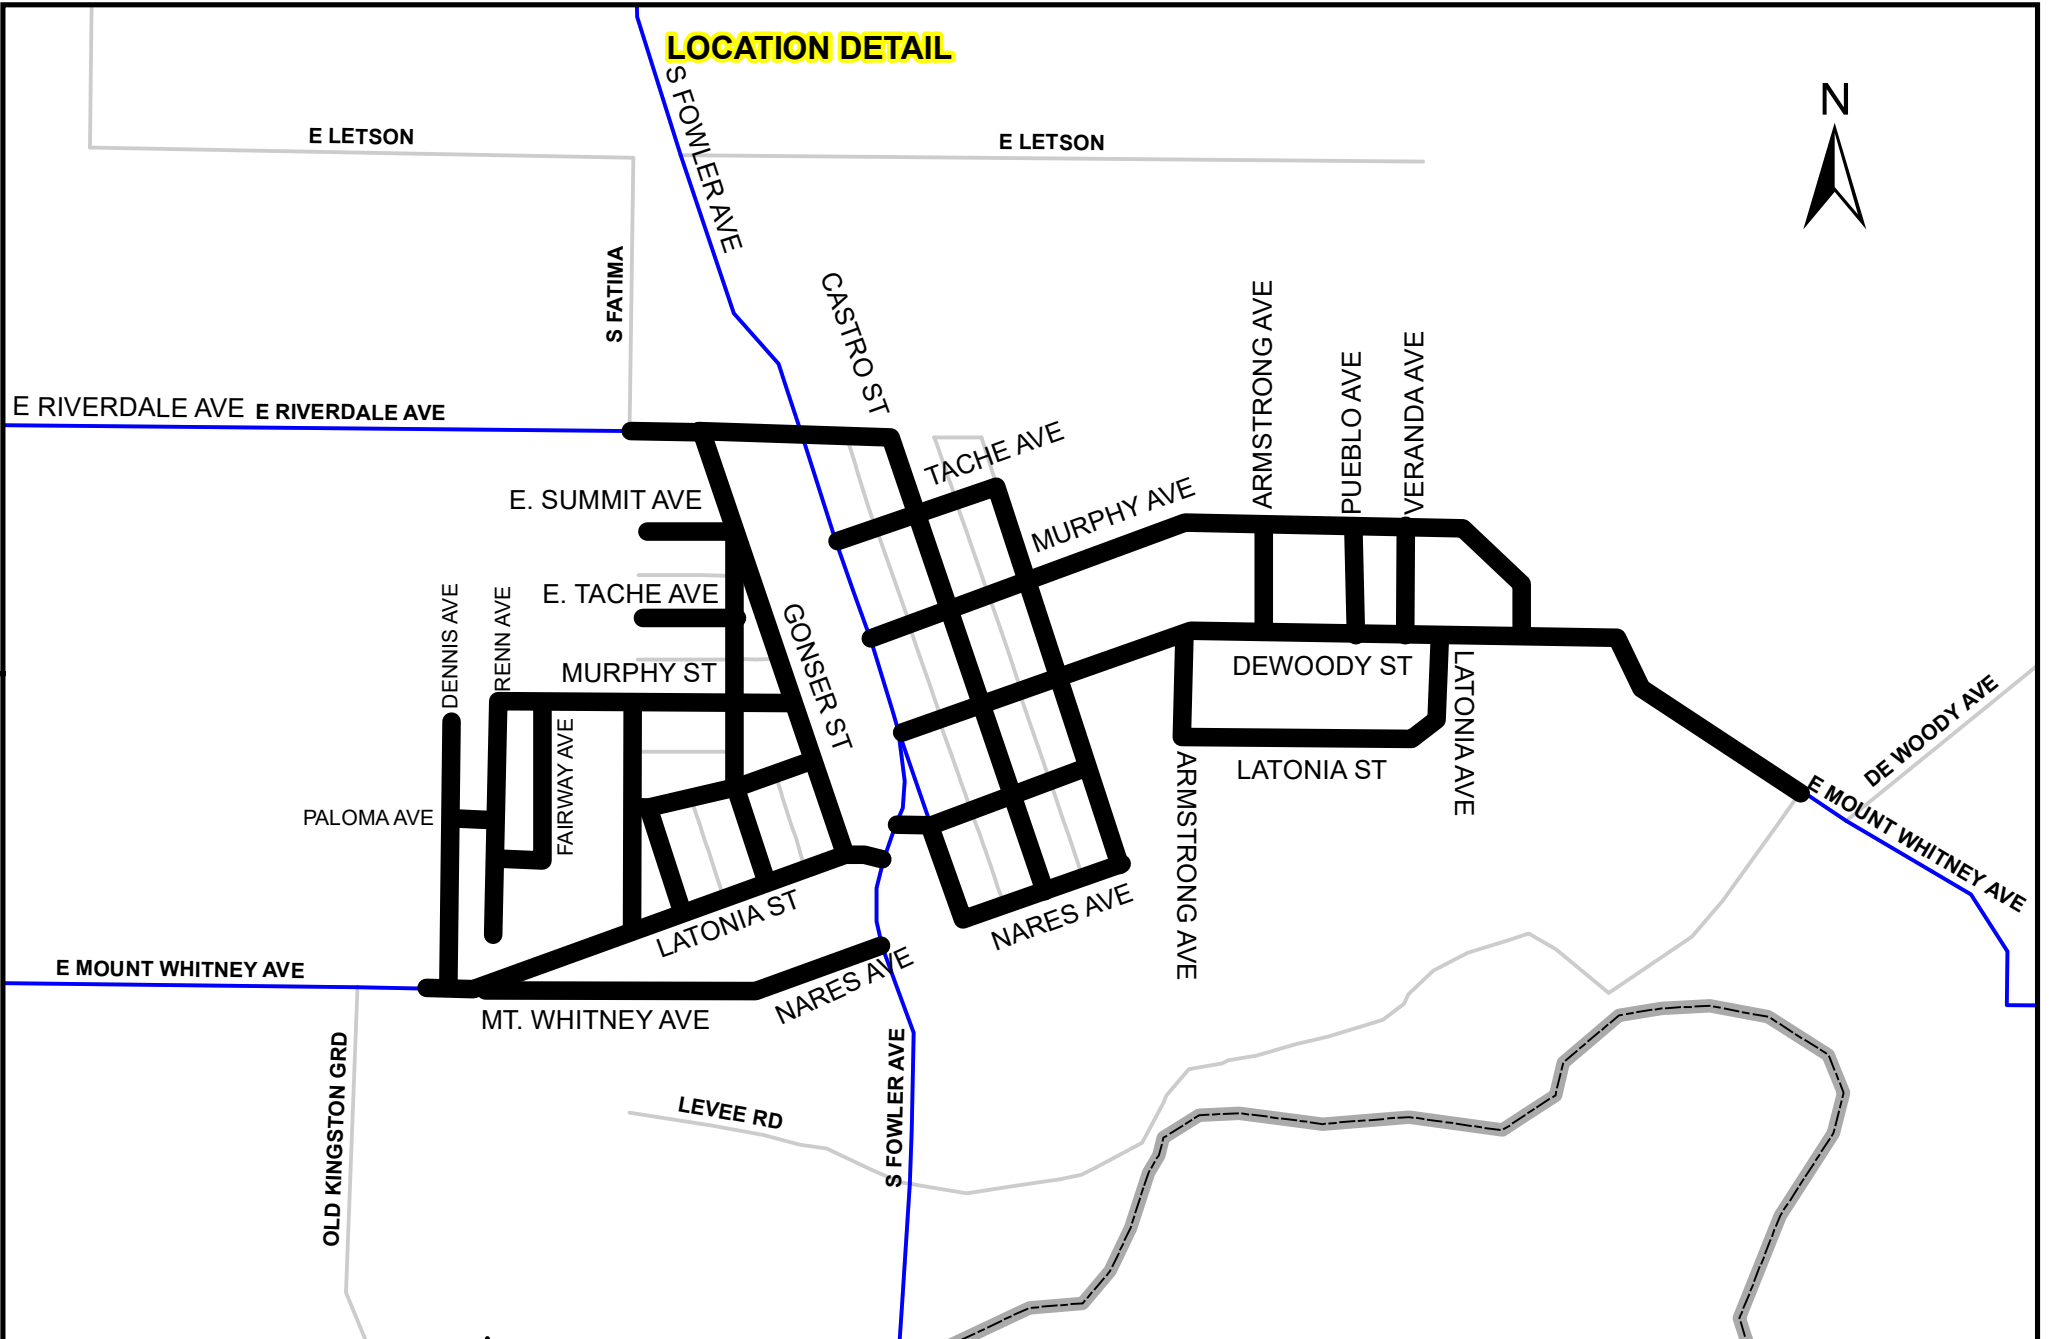 LOCATION DETAIL
S FOWLER AVE
N
E LETSON
E LETSON
S FATIMA
CASTRO ST
ARMSTRONG AVE
PUEBLO AVE
VERANDA AVE
E RIVERDALE AVE
E RIVERDALE AVE
TACHE AVE
E. SUMMIT AVE
MURPHY AVE
E. TACHE AVE
DENNIS AVE
RENN AVE
GONSER ST
MURPHY ST
DEWOODY ST
LATONIA AVE
DE WOODY AVE
FAIRWAY AVE
PALOMA AVE
LATONIA ST
ARMSTRONG AVE
E MOUNT WHITNEY AVE
LATONIA ST
NARES AVE
E MOUNT WHITNEY AVE
NARES AVE
MT. WHITNEY AVE
OLD KINGSTON GRD
S FOWLER AVE
LEVEE RD